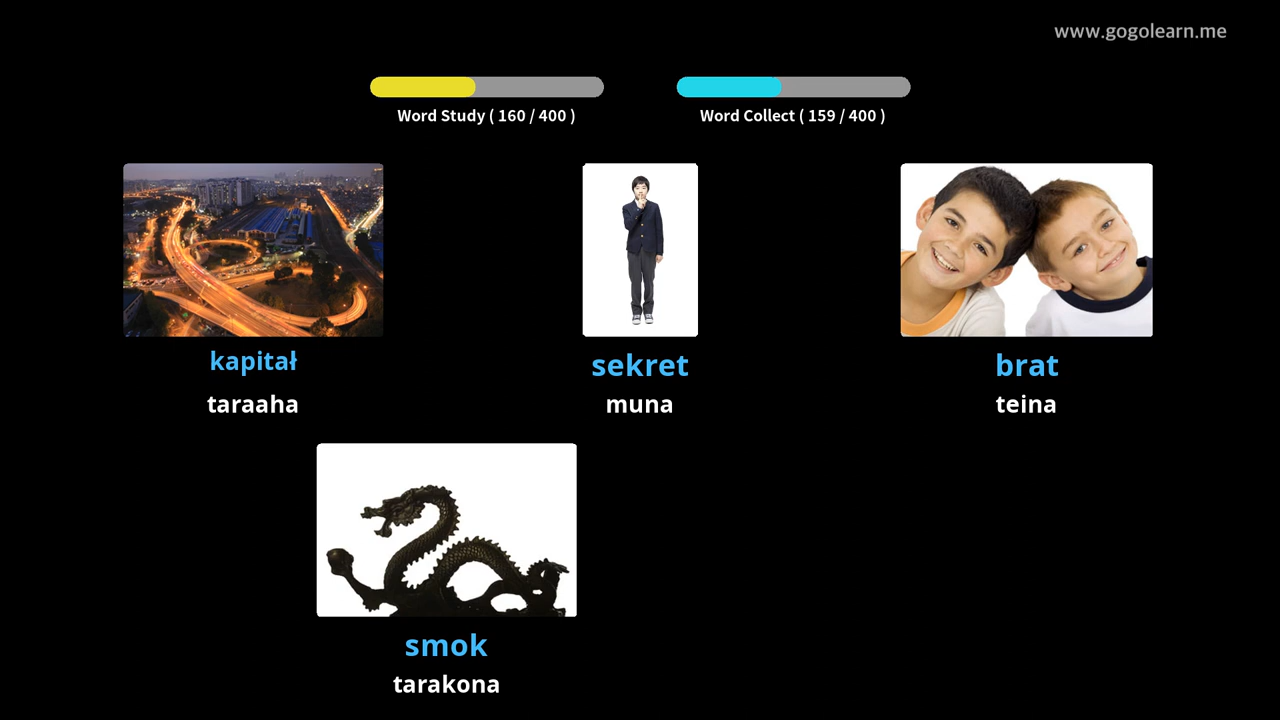 www.gogolearn.me
Word Study ( 160 / 400 )
Word Collect ( 159 / 400 )
kapitał
taraaha
sekret
muna
brat
teina
smok
tarakona